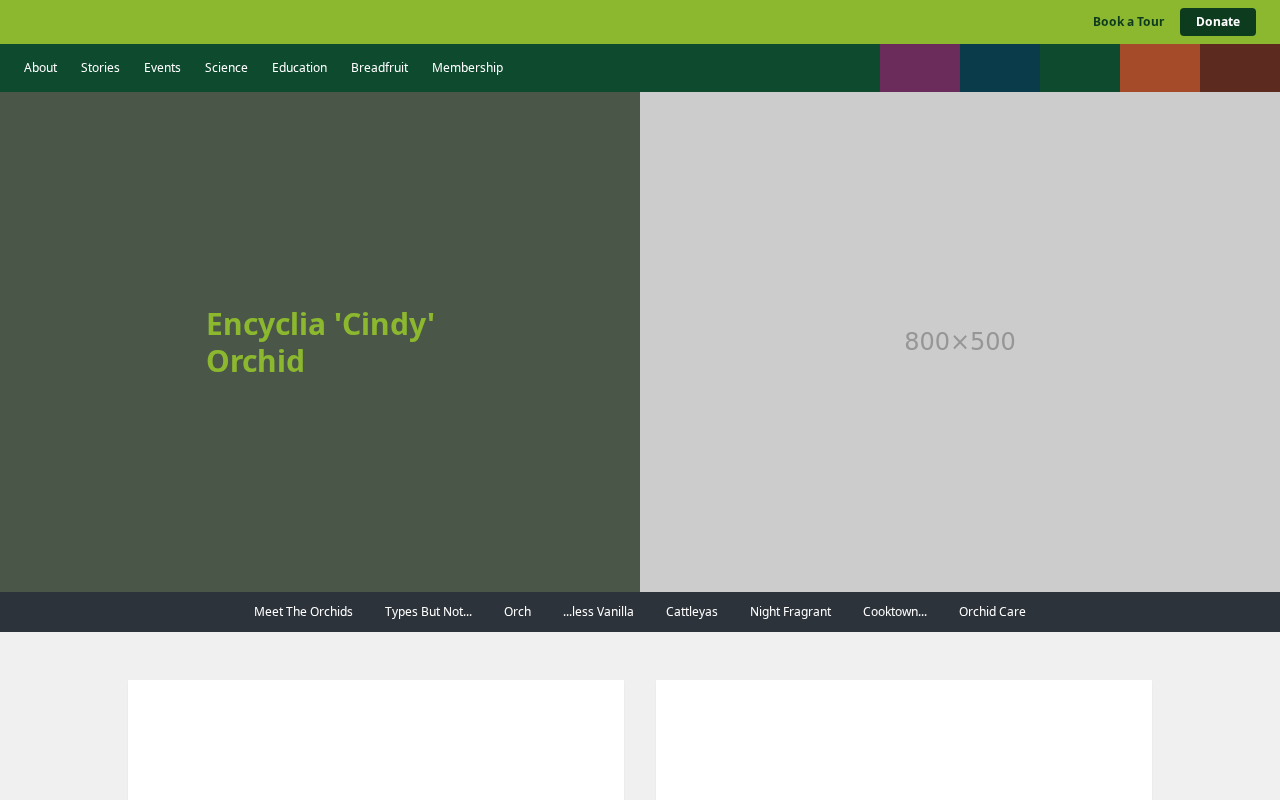 Book a Tour
Donate
About
Stories
Events
Science
Education
Breadfruit
Membership
Encyclia 'Cindy'
Orchid
800×500
Meet The Orchids
Types But Not...
Orch
...less Vanilla
Cattleyas
Night Fragrant
Cooktown...
Orchid Care